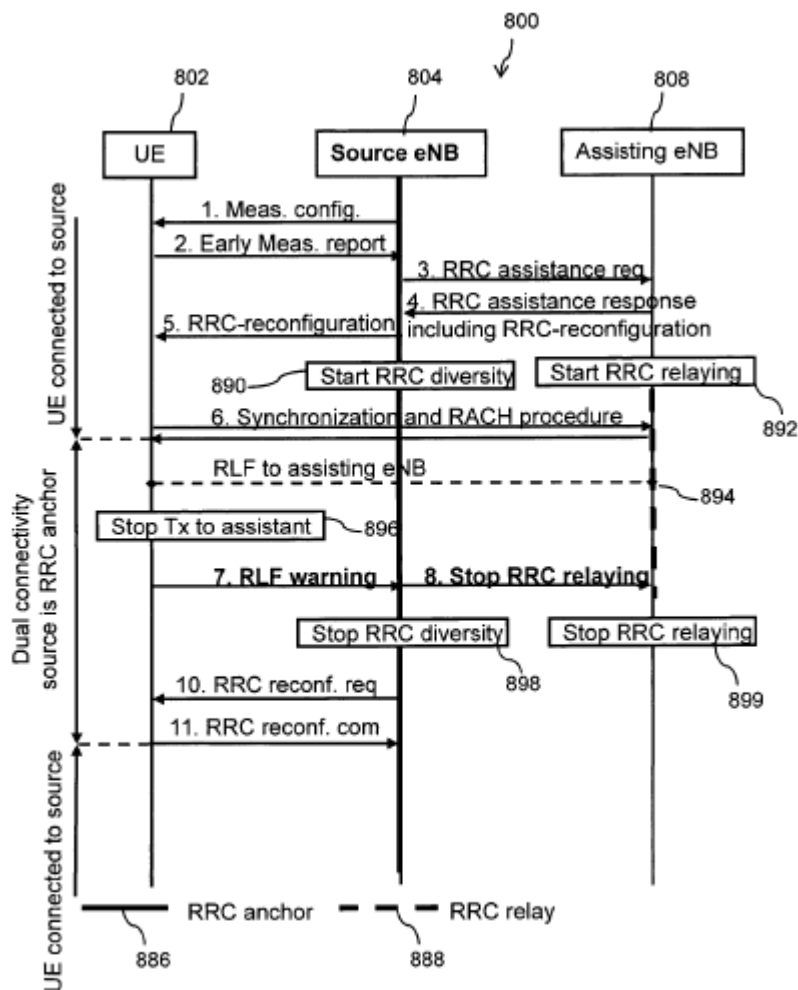 800
802
804
808
UE
Source eNB
Assisting eNB
1. Meas. config.
2. Early Meas. report
3. RRC assistance req
4. RRC assistance response
5. RRC-reconfiguration
including RRC-reconfiguration
890
Start RRC diversity
Start RRC relaying
892
6. Synchronization and RACH procedure
RLF to assisting eNB
894
Stop Tx to assistant
896
7. RLF warning
8. Stop RRC relaying
Stop RRC diversity
Stop RRC relaying
898
899
10. RRC reconf. req
11. RRC reconf. com
UE connected to source
Dual connectivity
source is RRC anchor
UE connected to source
RRC anchor
RRC relay
886
888